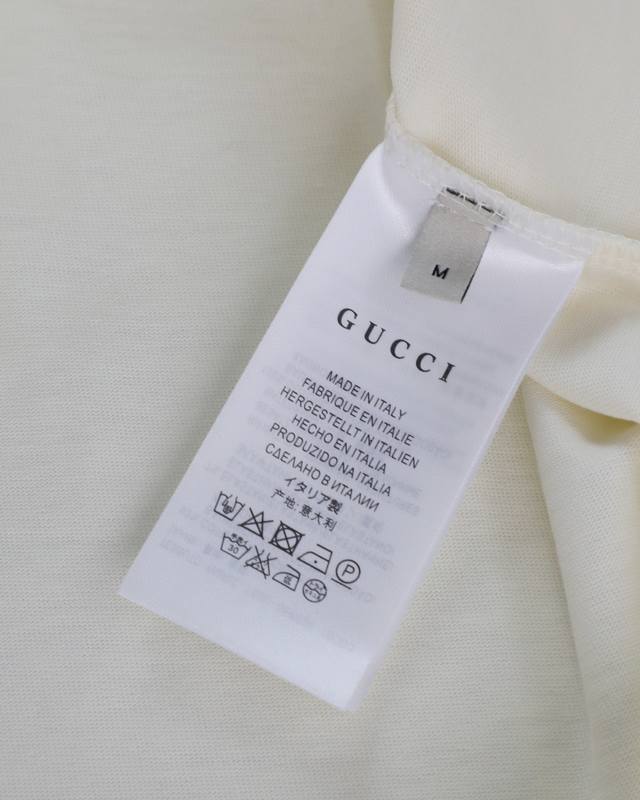 M
GUCCI
MADE IN ITALY
FABRIQUE EN ITALIE
HERGESTELLT IN ITALIEN
HECHO EN ITALIA
PRODUZIDO NA ITALIA
СДЕЛАНО В ИТАЛИИ
イタリア製
产地: 意大利
P
30